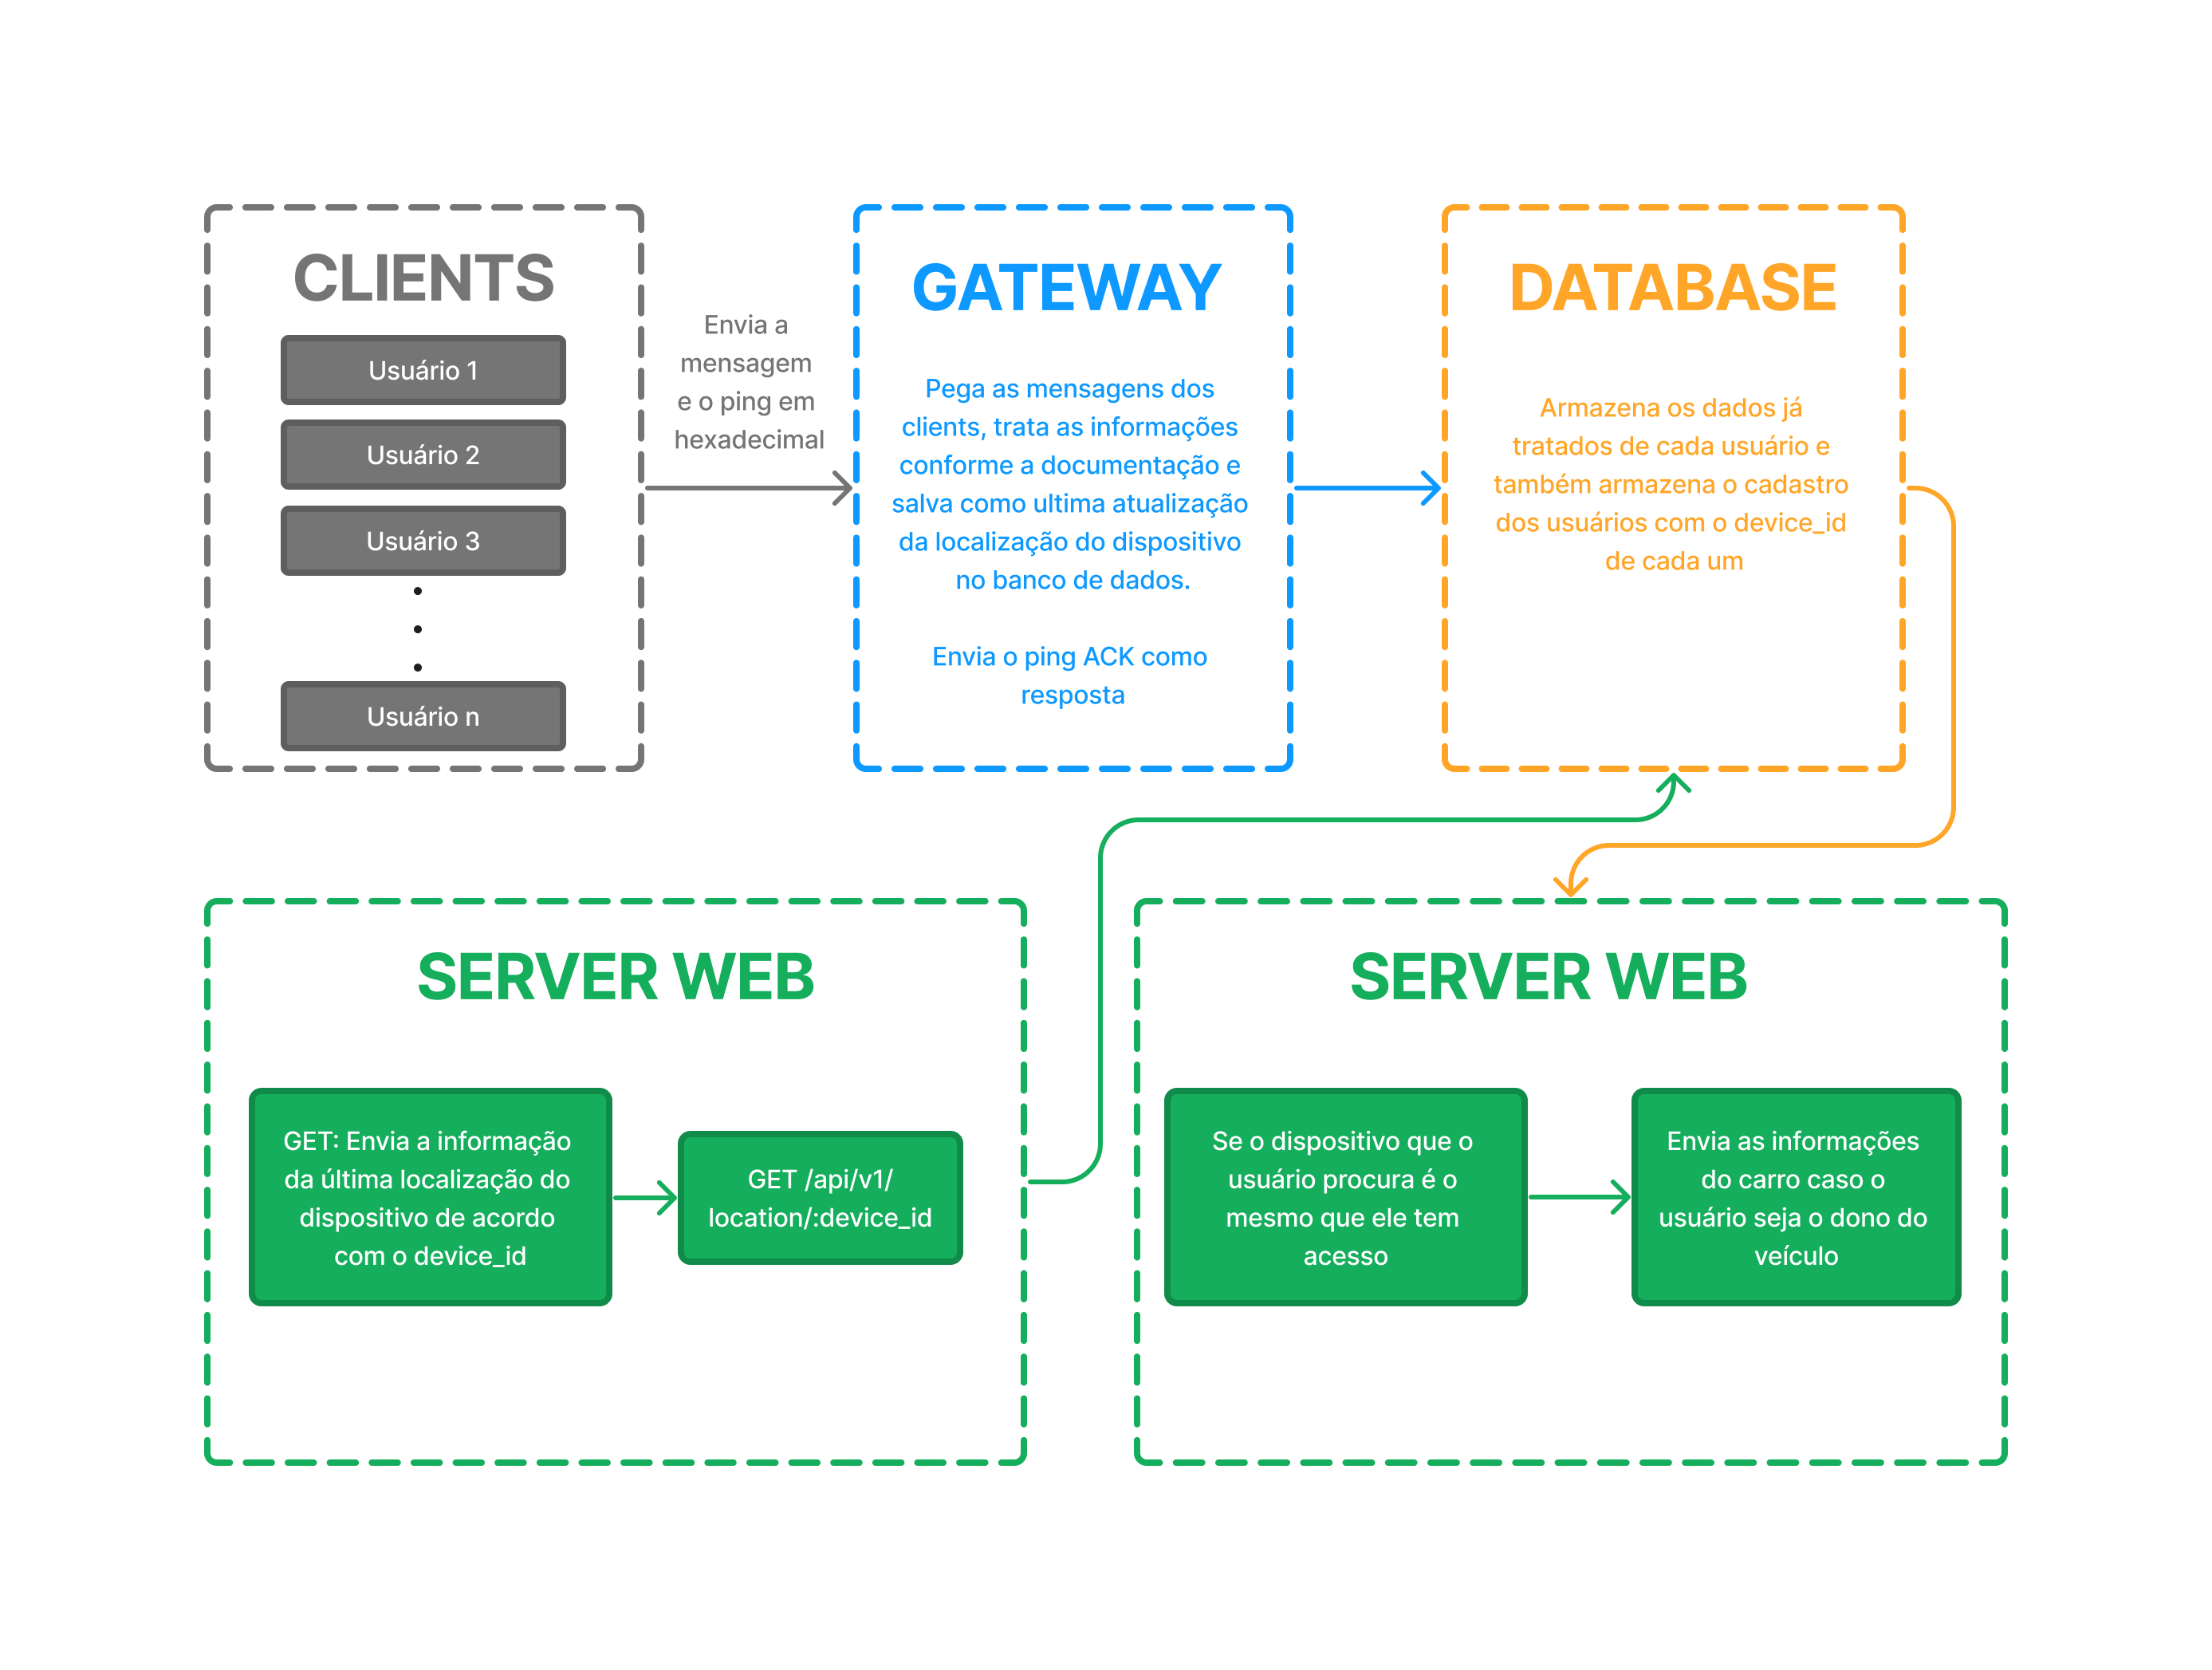 CLIENTS
Usuário 1
Usuário 2
Usuário 3
Usuário n
Envia a
mensagem
e o ping em
hexadecimal
GATEWAY
Pega as mensagens dos
clients, trata as informações
conforme a documentação e
salva como ultima atualização
da localização do dispositivo
no banco de dados.
Envia o ping ACK como
resposta
DATABASE
Armazena os dados já
tratados de cada usuário e
também armazena o cadastro
dos usuários com o device_id
de cada um
SERVER WEB
GET: Envia a informação
da última localização do
dispositivo de acordo
com o device_id
GET /api/v1/
location/:device_id
SERVER WEB
Se o dispositivo que o
usuário procura é o
mesmo que ele tem
acesso
Envia as informações
do carro caso o
usuário seja o dono do
veículo